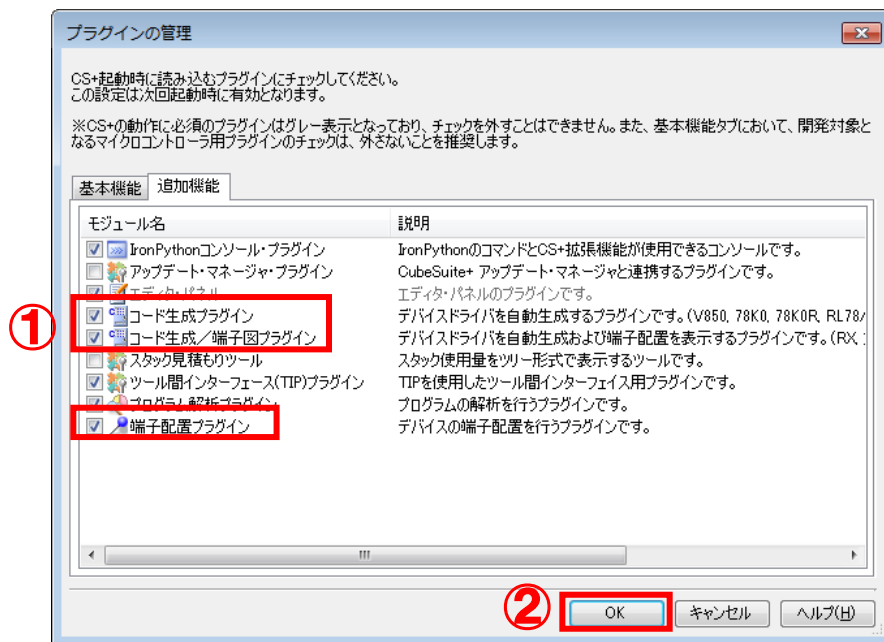 プラグインの管理
CS+起動時に読み込むプラグインにチェックしてください。
この設定は次回起動時に有効となります。
※CS+の動作に必須のプラグインはグレー表示となっており、チェックを外すことはできません。また、基本機能タブにおいて、開発対象と
なるマイクロコントローラ用プラグインのチェックは、外さないことを推奨します。
基本機能 追加機能
モジュール名 説明
IronPythonコンソール・プラグイン IronPythonのコマンドとCS+拡張機能が使用できるコンソールです。
アップデート・マネージャ・プラグイン CubeSuite+ アップデート・マネージャと連携するプラグインです。
エディタ・パネル エディタ・パネルのプラグインです。
① コード生成プラグイン デバイスドライバを自動生成するプラグインです。(V850, 78K0, 78K0R, RL78/
コード生成／端子図プラグイン デバイスドライバを自動生成および端子配置を表示するプラグインです。(RX,
スタック見積もりツール スタック使用量をツリー形式で表示するツールです。
ツール間インターフェース(TIP)プラグイン TIPを使用したツール間インターフェイス用プラグインです。
プログラム解析プラグイン プログラムの解析を行うプラグインです。
端子配置プラグイン デバイスの端子配置を行うプラグインです。
② OK キャンセル ヘルプ(H)